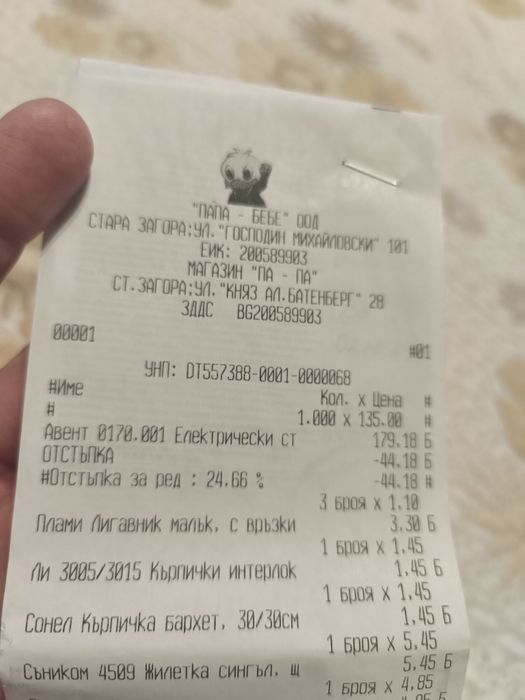 "ПАПА - БЕБЕ" ООД
СТАРА ЗАГОРА;УЛ."ГОСПОДИН МИХАЙЛОВСКИ" 101
ЕИК: 200589903
МАГАЗИН "ПА - ПА"
СТ.ЗАГОРА;УЛ."КНЯЗ АЛ.БАТЕНБЕРГ" 28
ЗДДС BG200589903
00001 #01
УНП: DT557388-0001-0000068
#Име Кол. x Цена #
# 1.000 x 135.00 #
Авент 0170.001 Електрически ст 179.18 Б
ОТСТЪПКА -44.18 Б
#Отстъпка за ред : 24.66 % -44.18 #
3 броя x 1.10
Плами Лигавник малък, с връзки 3.30 Б
1 броя x 1.45
Ли 3005/3015 Кърпички интерлок 1.45 Б
1 броя x 1.45
Сонел Кърпичка бархет, 30/30см 1.45 Б
1 броя x 5.45
Съником 4509 Жилетка сингъл. щ 5.45 Б
1 броя x 4.85